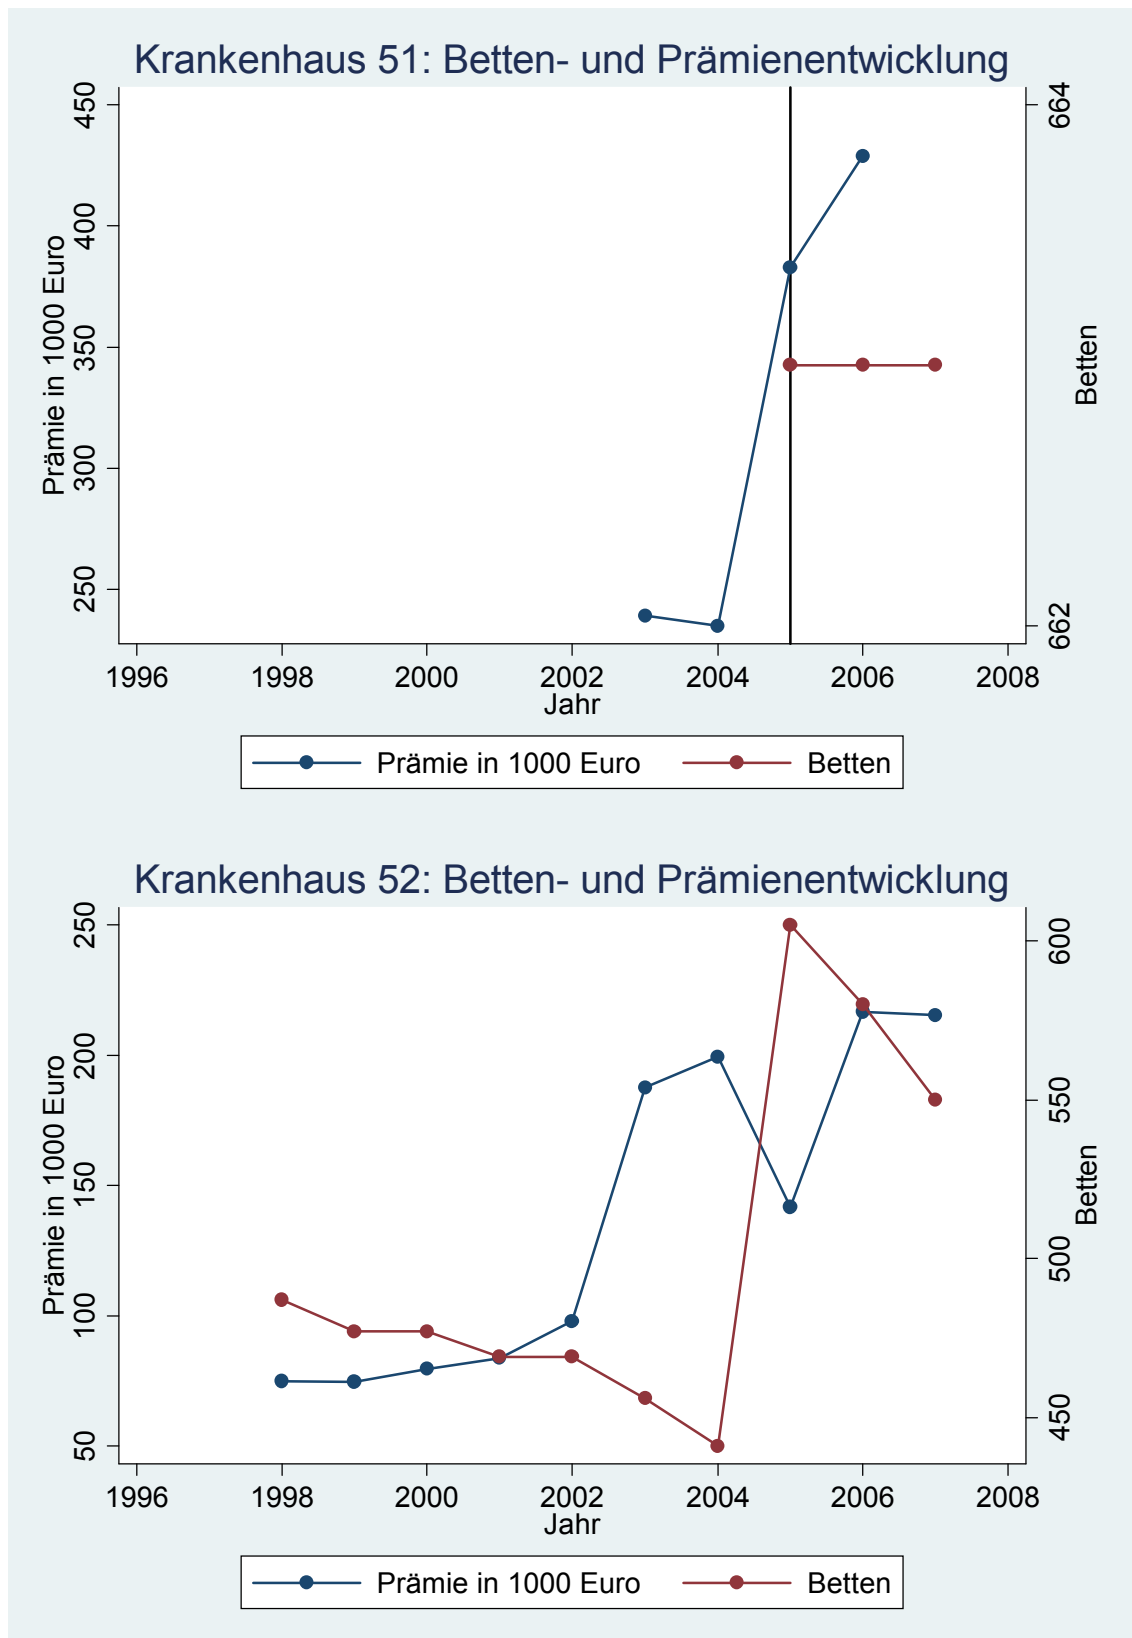 Krankenhaus 51: Betten- und Prämienentwicklung
450
400
350
300
250
Prämie in 1000 Euro
664
662
Betten
1996 1998 2000 2002 2004 2006 2008
Jahr
Prämie in 1000 Euro Betten
Krankenhaus 52: Betten- und Prämienentwicklung
250
200
150
100
50
Prämie in 1000 Euro
600
550
500
450
Betten
1996 1998 2000 2002 2004 2006 2008
Jahr
Prämie in 1000 Euro Betten